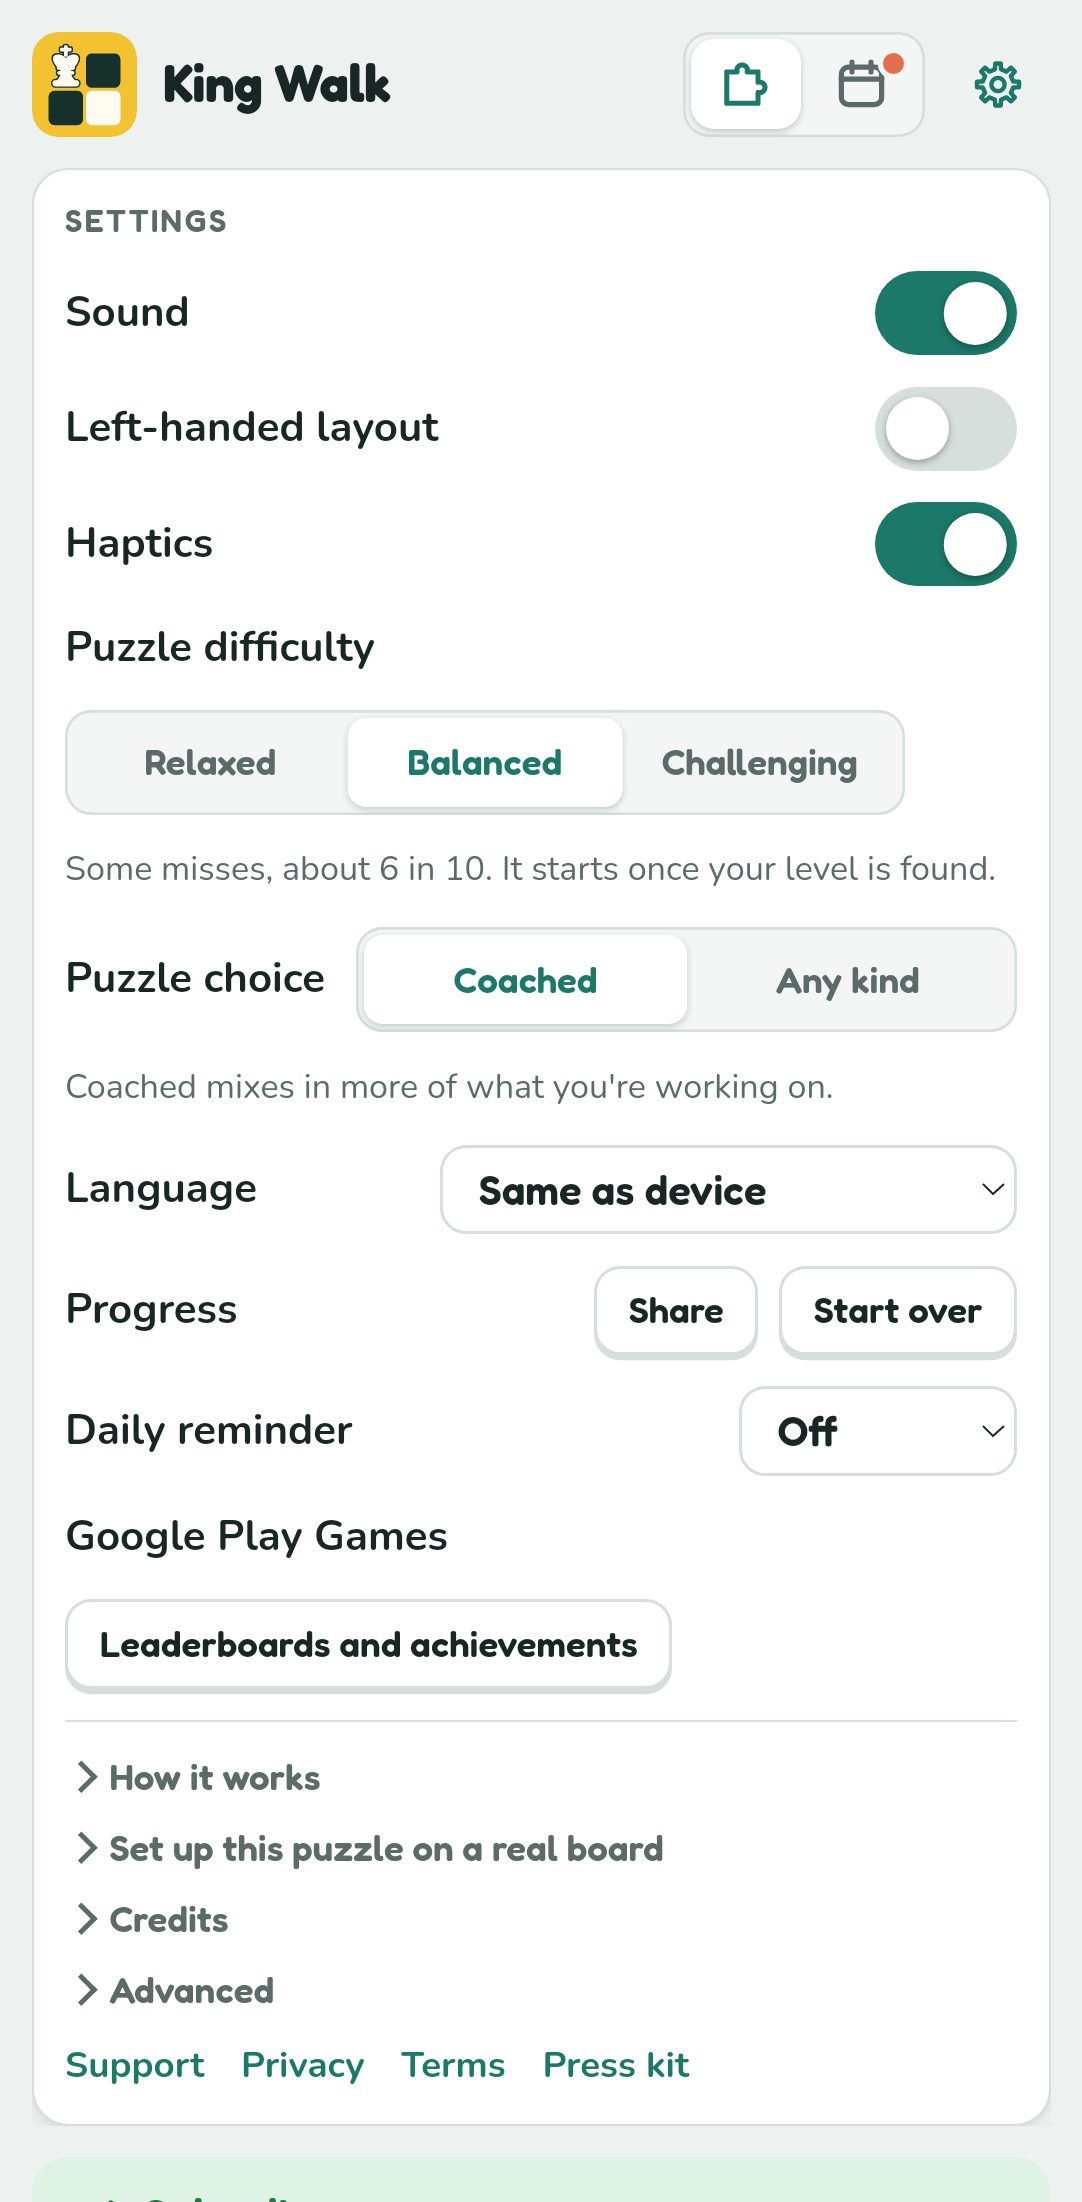 King Walk
SETTINGS
Sound
Left-handed layout
Haptics
Puzzle difficulty
Relaxed Balanced Challenging
Some misses, about 6 in 10. It starts once your level is found.
Puzzle choice Coached Any kind
Coached mixes in more of what you're working on.
Language Same as device
Progress Share Start over
Daily reminder Off
Google Play Games
Leaderboards and achievements
How it works
Set up this puzzle on a real board
Credits
Advanced
Support Privacy Terms Press kit